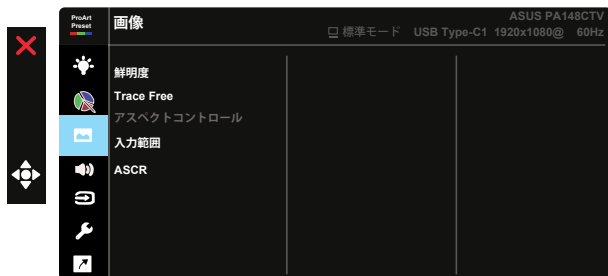 ProArt
Preset
画像
ASUS PA148CTV
標準モード USB Type-C1 1920x1080@ 60Hz
鮮明度
Trace Free
アスペクトコントロール
入力範囲
ASCR